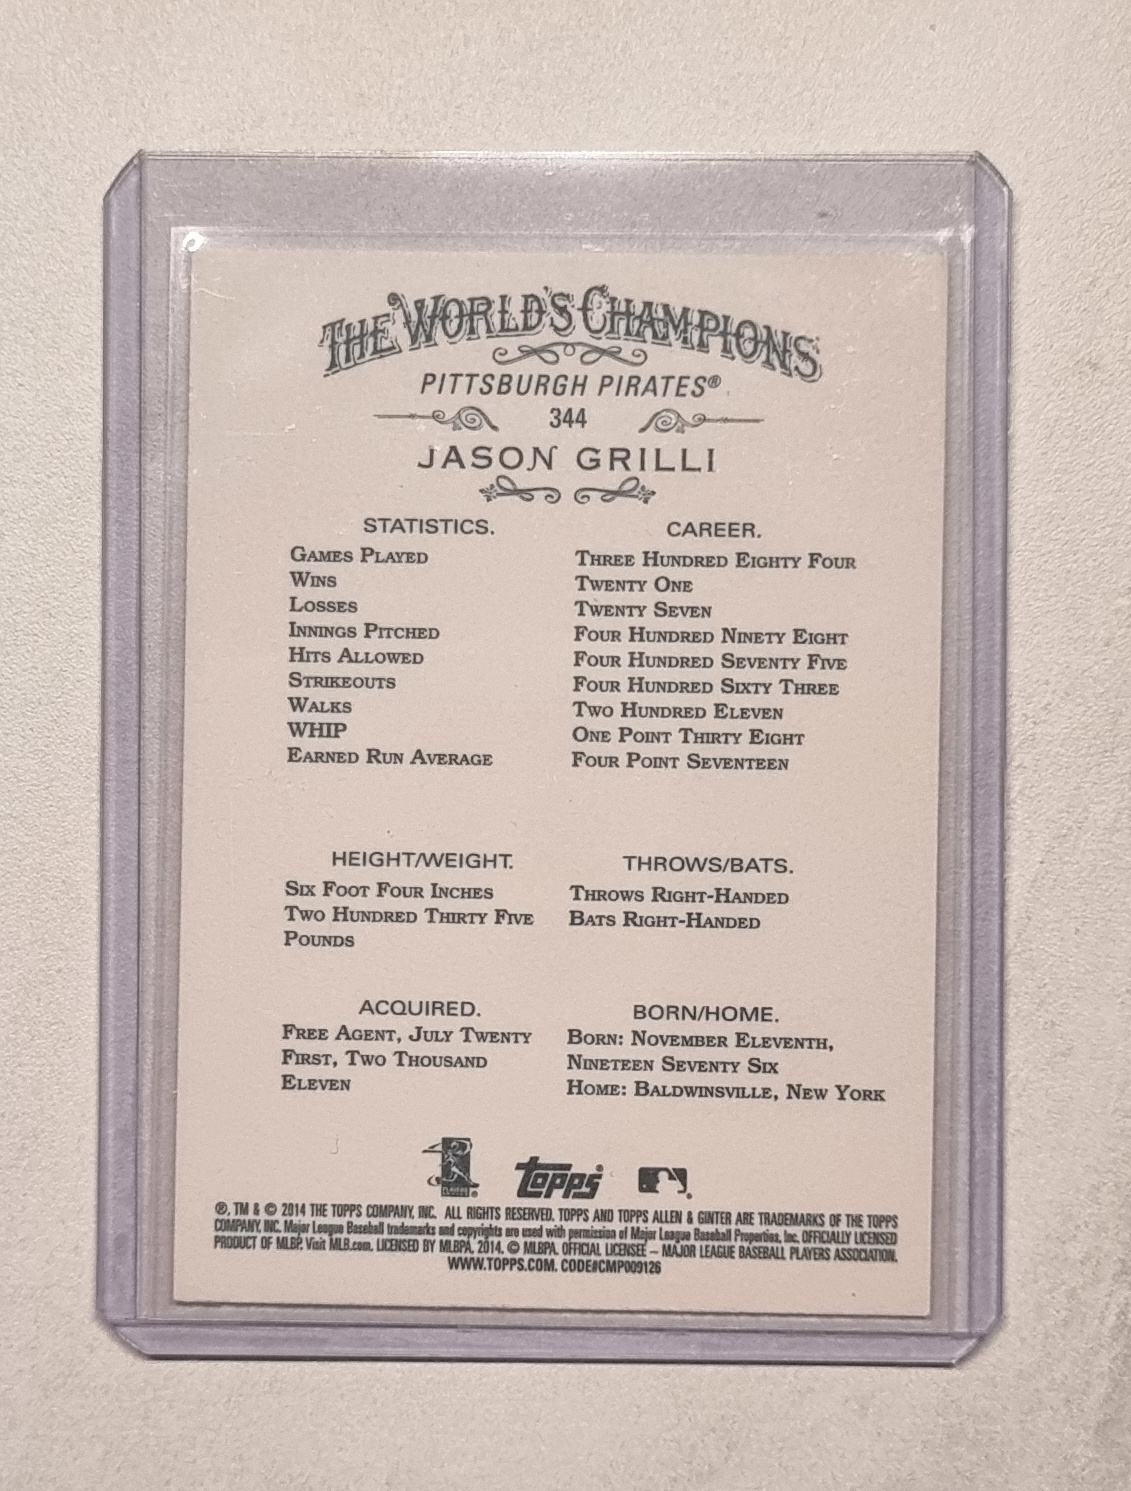 THE WORLD'S CHAMPIONS
PITTSBURGH PIRATES®
344
JASON GRILLI
STATISTICS. CAREER.
GAMES PLAYED THREE HUNDRED EIGHTY FOUR
WINS TWENTY ONE
LOSSES TWENTY SEVEN
INNINGS PITCHED FOUR HUNDRED NINETY EIGHT
HITS ALLOWED FOUR HUNDRED SEVENTY FIVE
STRIKEOUTS FOUR HUNDRED SIXTY THREE
WALKS TWO HUNDRED ELEVEN
WHIP ONE POINT THIRTY EIGHT
EARNED RUN AVERAGE FOUR POINT SEVENTEEN
HEIGHT/WEIGHT.
SIX FOOT FOUR INCHES
TWO HUNDRED THIRTY FIVE
POUNDS
THROWS/BATS.
THROWS RIGHT-HANDED
BATS RIGHT-HANDED
ACQUIRED.
FREE AGENT, JULY TWENTY
FIRST, TWO THOUSAND
ELEVEN
BORN/HOME.
BORN: NOVEMBER ELEVENTH,
NINETEEN SEVENTY SIX
HOME: BALDWINSVILLE, NEW YORK
topps®
®, TM & © 2014 THE TOPPS COMPANY, INC. ALL RIGHTS RESERVED. TOPPS AND TOPPS ALLEN & GINTER ARE TRADEMARKS OF THE TOPPS
COMPANY, INC. Major League Baseball trademarks and copyrights are used with permission of Major League Baseball Properties, Inc. OFFICIALLY LICENSED
PRODUCT OF MLBP. Visit MLB.com. LICENSED BY MLBPA, 2014. © MLBPA. OFFICIAL LICENSEE – MAJOR LEAGUE BASEBALL PLAYERS ASSOCIATION.
WWW.TOPPS.COM. CODE#CMP009126